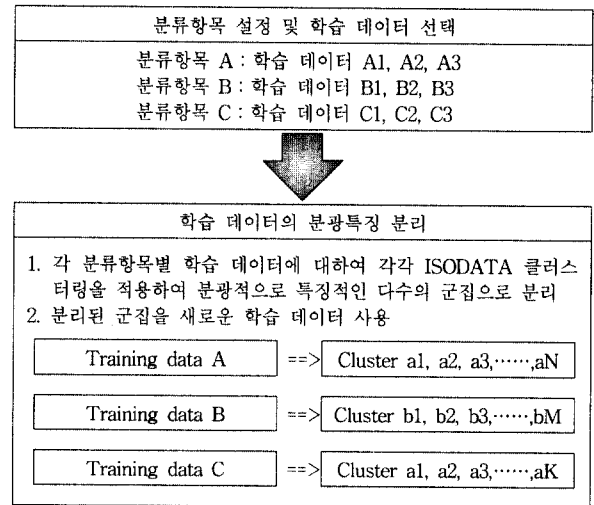 분류항목 설정 및 학습 데이터 선택
분류항목 A : 학습 데이터 A1, A2, A3
분류항목 B : 학습 데이터 B1, B2, B3
분류항목 C : 학습 데이터 C1, C2, C3
학습 데이터의 분광특징 분리
1. 각 분류항목별 학습 데이터에 대하여 각각 ISODATA 클러스
터링을 적용하여 분광적으로 특징적인 다수의 군집으로 분리
2. 분리된 군집을 새로운 학습 데이터 사용
Training data A ==> Cluster a1, a2, a3,……,aN
Training data B ==> Cluster b1, b2, b3,……,bM
Training data C ==> Cluster a1, a2, a3,……,aK